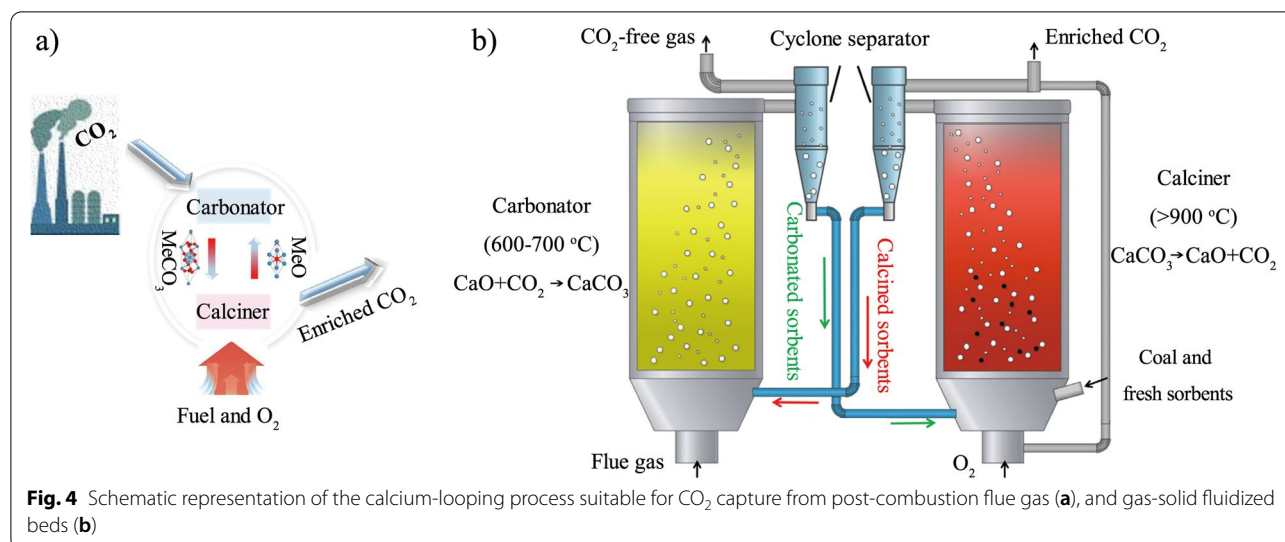 a)
CO₂
Carbonator
MeCO₃
MeO
Calciner
Enriched CO₂
Fuel and O₂
b)
CO₂-free gas
Cyclone separator
Enriched CO₂
Carbonator
(600-700 °C)
CaO+CO₂ → CaCO₃
Carbonated sorbents
Calcined sorbents
Calciner
(>900 °C)
CaCO₃→CaO+CO₂
Coal and
fresh sorbents
Flue gas
O₂
Fig. 4 Schematic representation of the calcium-looping process suitable for CO₂ capture from post-combustion flue gas (a), and gas-solid fluidized
beds (b)